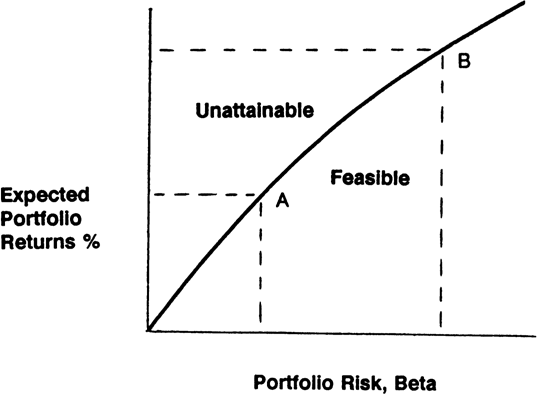 B
Unattainable
Feasible
Expected
Portfolio
Returns %
A
Portfolio Risk, Beta